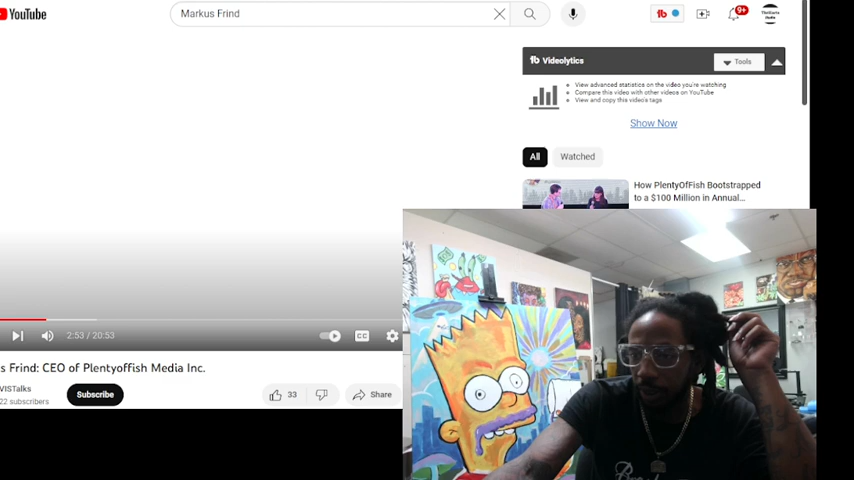 YouTube
Markus Frind
9+
Videolytics
Tools
View advanced statistics on the video you're watching
Compare this video with other videos on YouTube
View and copy this video's tags
Show Now
All
Watched
How PlentyOfFish Bootstrapped
to a $100 Million in Annual...
2:53 / 20:53
CC
s Frind: CEO of Plentyoffish Media Inc.
VISTalks
22 subscribers
Subscribe
33
Share